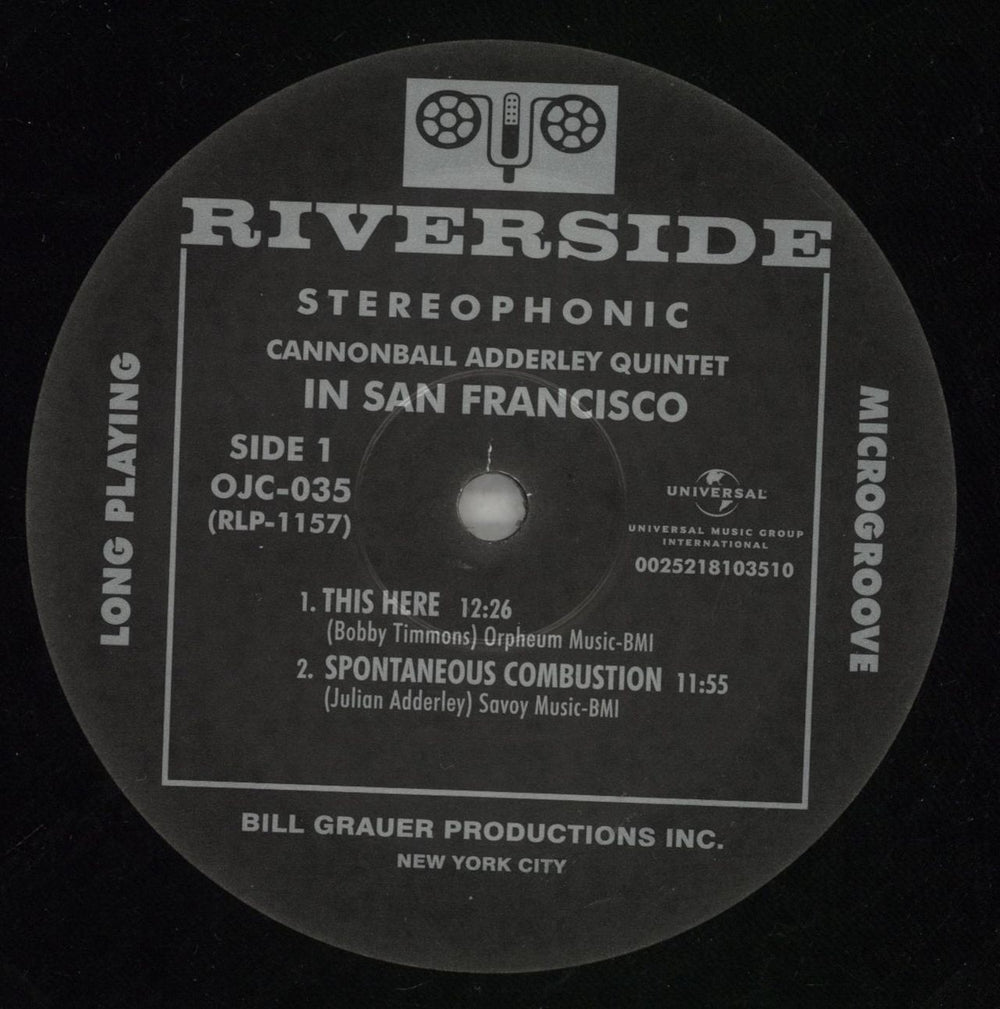 RIVERSIDE
STEREOPHONIC
CANNONBALL ADDERLEY QUINTET
IN SAN FRANCISCO
SIDE 1
OJC-035
(RLP-1157)
UNIVERSAL
UNIVERSAL MUSIC GROUP
INTERNATIONAL
0025218103510
LONG PLAYING
MICROGROOVE
1. THIS HERE 12:26
(Bobby Timmons) Orpheum Music-BMI
2. SPONTANEOUS COMBUSTION 11:55
(Julian Adderley) Savoy Music-BMI
BILL GRAUER PRODUCTIONS INC.
NEW YORK CITY